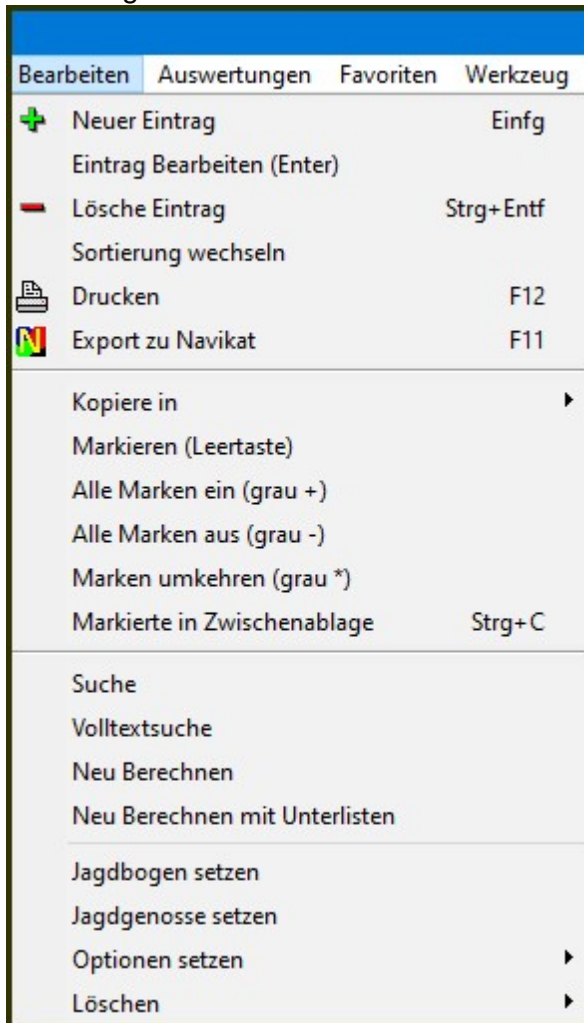 Bearbeiten Auswertungen Favoriten Werkzeug
Neuer Eintrag Einfg
Eintrag Bearbeiten (Enter)
Lösche Eintrag Strg+Entf
Sortierung wechseln
Drucken F12
Export zu Navikat F11
Kopiere in
Markieren (Leertaste)
Alle Marken ein (grau +)
Alle Marken aus (grau -)
Marken umkehren (grau *)
Markierte in Zwischenablage Strg+C
Suche
Volltextsuche
Neu Berechnen
Neu Berechnen mit Unterlisten
Jagdbogen setzen
Jagdgenosse setzen
Optionen setzen
Löschen